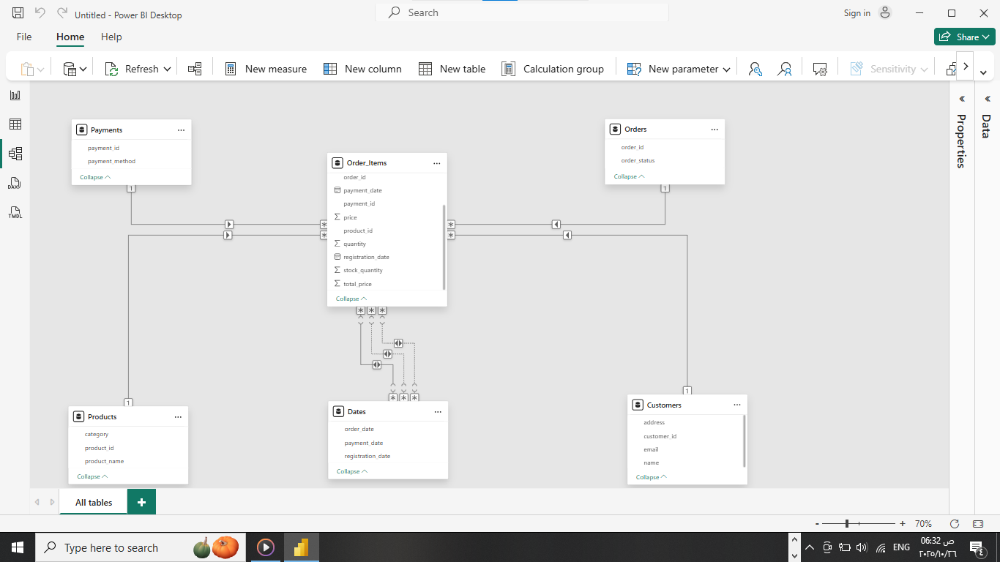 Untitled - Power BI Desktop
Search
Sign in
File
Home
Help
Share
Refresh
New measure
New column
New table
Calculation group
New parameter
Sensitivity
DAX
TMDL
Payments
payment_id
payment_method
Collapse
1
Order_Items
order_id
payment_date
payment_id
price
product_id
quantity
registration_date
stock_quantity
total_price
Collapse
Orders
order_id
order_status
Collapse
1
1
Products
category
product_id
product_name
Collapse
Dates
order_date
payment_date
registration_date
Collapse
1
Customers
address
customer_id
email
name
Collapse
Properties
Data
All tables
+
- + 70%
Type here to search
ENG
06:32 ص
٢٠٢٥/١٠/٢٦
٤